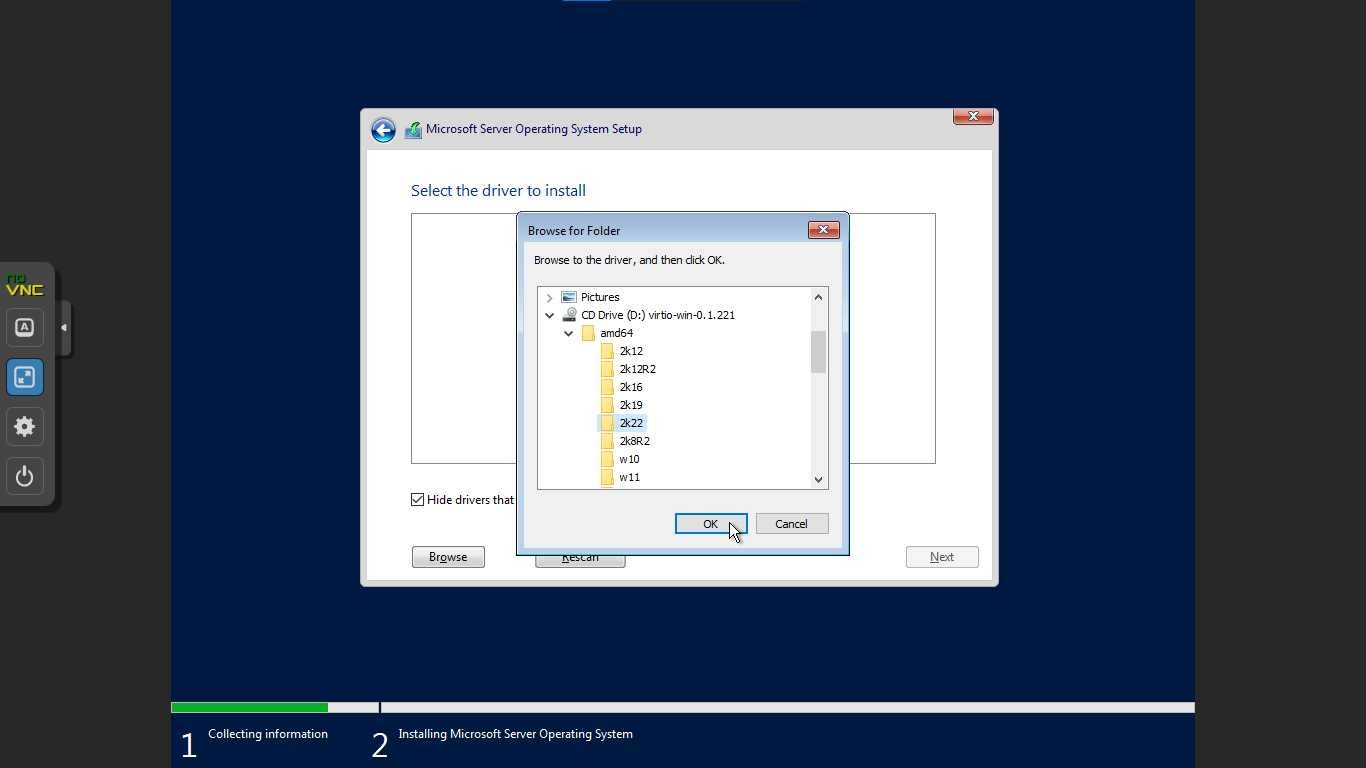 Microsoft Server Operating System Setup
Select the driver to install
Browse for Folder
Browse to the driver, and then click OK.
Pictures
CD Drive (D:) virtio-win-0.1.221
amd64
2k12
2k12R2
2k16
2k19
2k22
2k8R2
w10
w11
no
VNC
A
Hide drivers that
OK
Cancel
Browse
Rescan
Next
1 Collecting information
2 Installing Microsoft Server Operating System